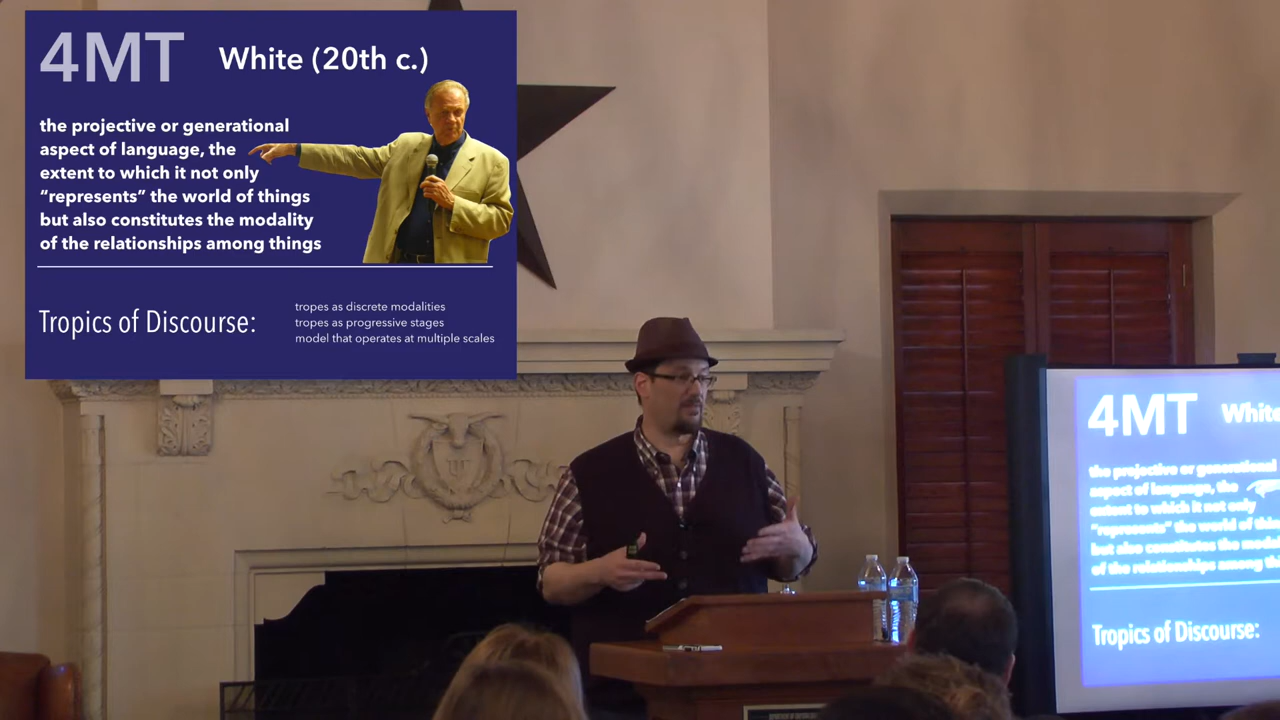 4MT
White (20th c.)
the projective or generational
aspect of language, the
extent to which it not only
“represents” the world of things
but also constitutes the modality
of the relationships among things
Tropics of Discourse:
tropes as discrete modalities
tropes as progressive stages
model that operates at multiple scales
4MT
White
the projective or generational
aspect of language, the
extent to which it not only
“represents” the world of
but also constitutes the
of the relationships among
Tropics of Discourse: